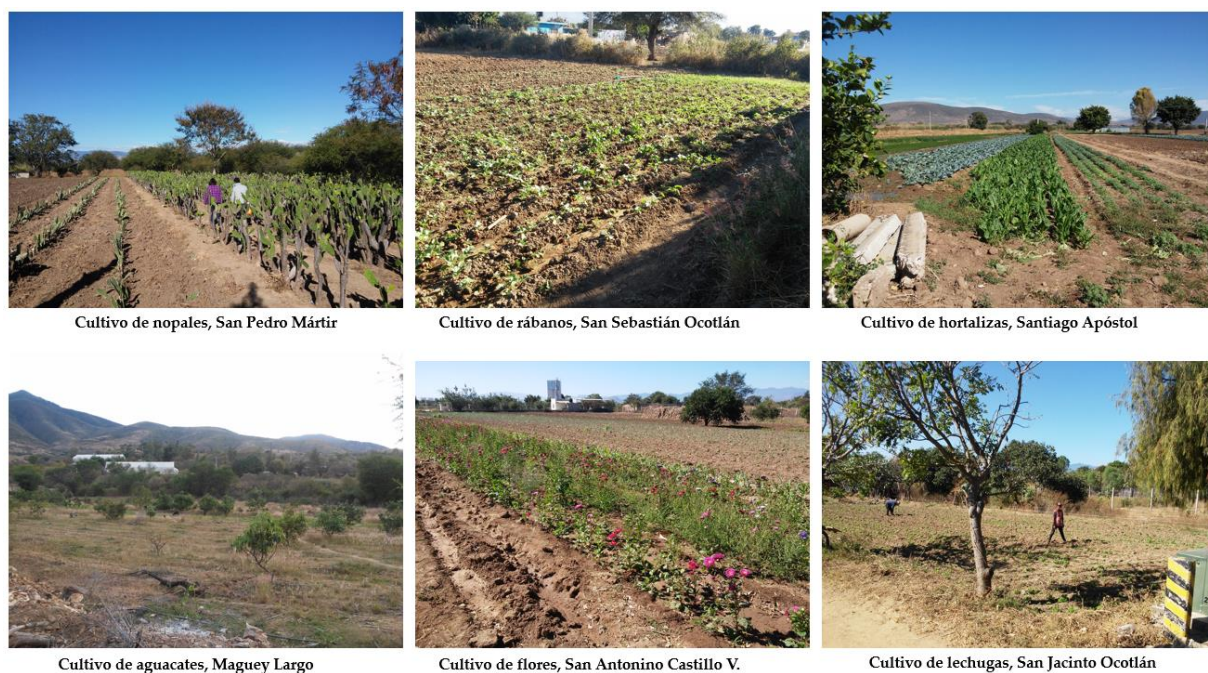 Cultivo de nopales, San Pedro Mártir
Cultivo de rábanos, San Sebastián Ocotlán
Cultivo de hortalizas, Santiago Apóstol
Cultivo de aguacates, Maguey Largo
Cultivo de flores, San Antonino Castillo V.
Cultivo de lechugas, San Jacinto Ocotlán